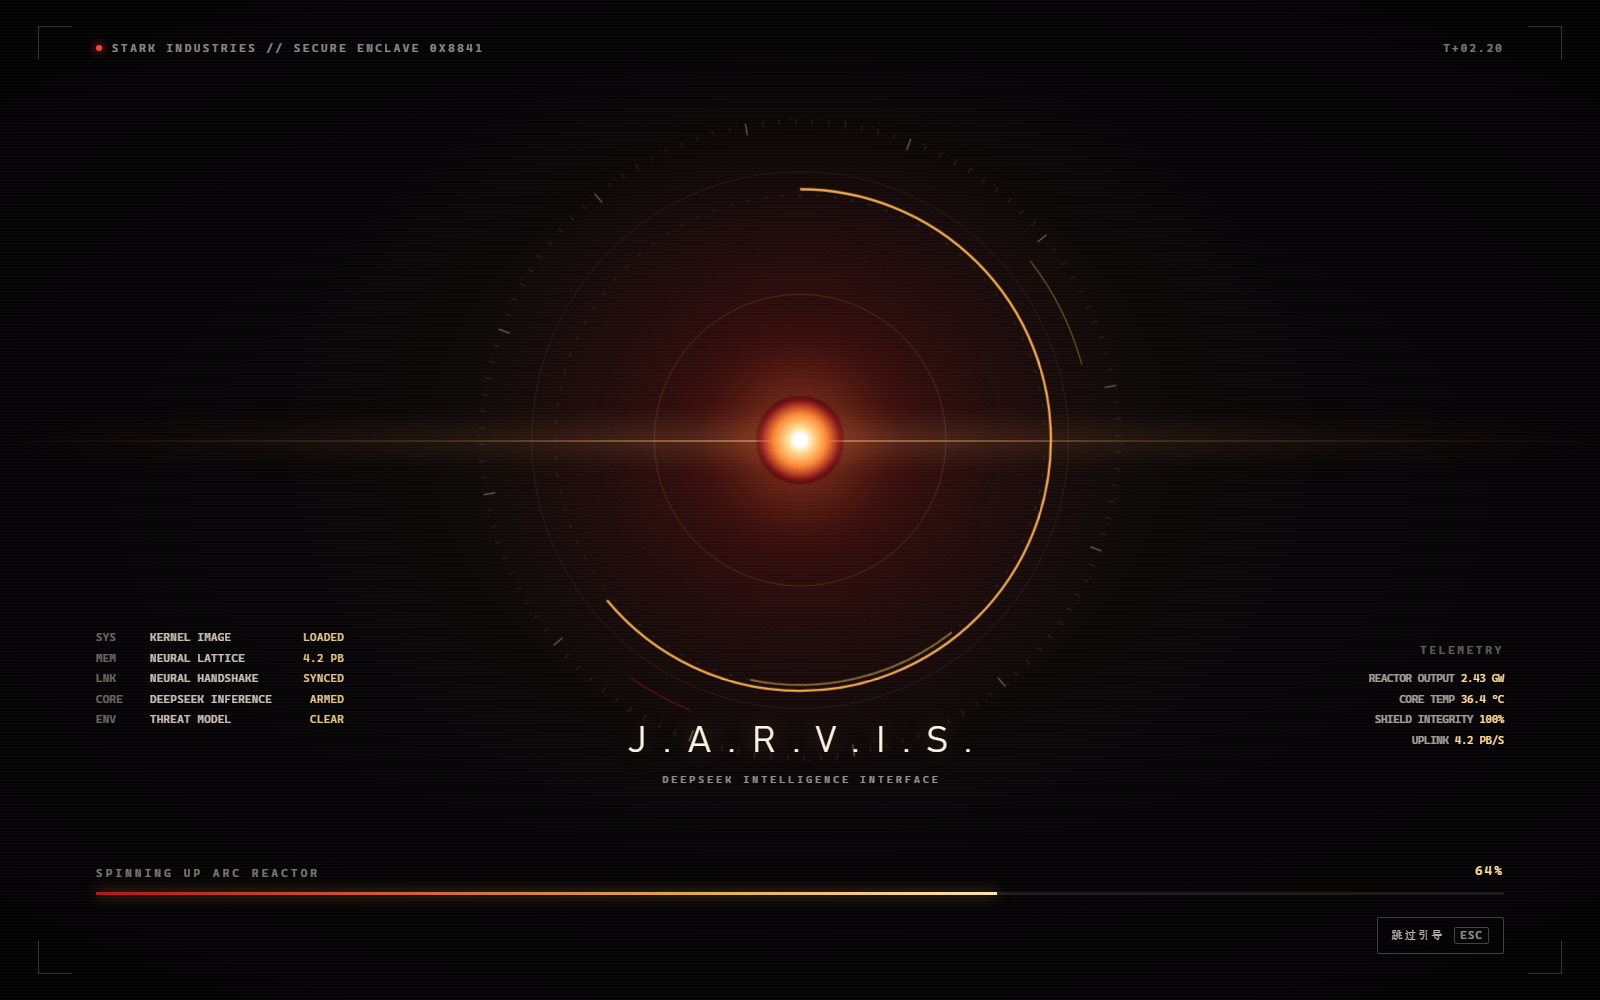 STARK INDUSTRIES // SECURE ENCLAVE 0X8841
T+02.20
SYS KERNEL IMAGE LOADED
MEM NEURAL LATTICE 4.2 PB
LNK NEURAL HANDSHAKE SYNCED
CORE DEEPSEEK INFERENCE ARMED
ENV THREAT MODEL CLEAR
TELEMETRY
REACTOR OUTPUT 2.43 GW
CORE TEMP 36.4 °C
SHIELD INTEGRITY 100%
UPLINK 4.2 PB/S
J.A.R.V.I.S.
DEEPSEEK INTELLIGENCE INTERFACE
SPINNING UP ARC REACTOR
64%
跳过引导 ESC